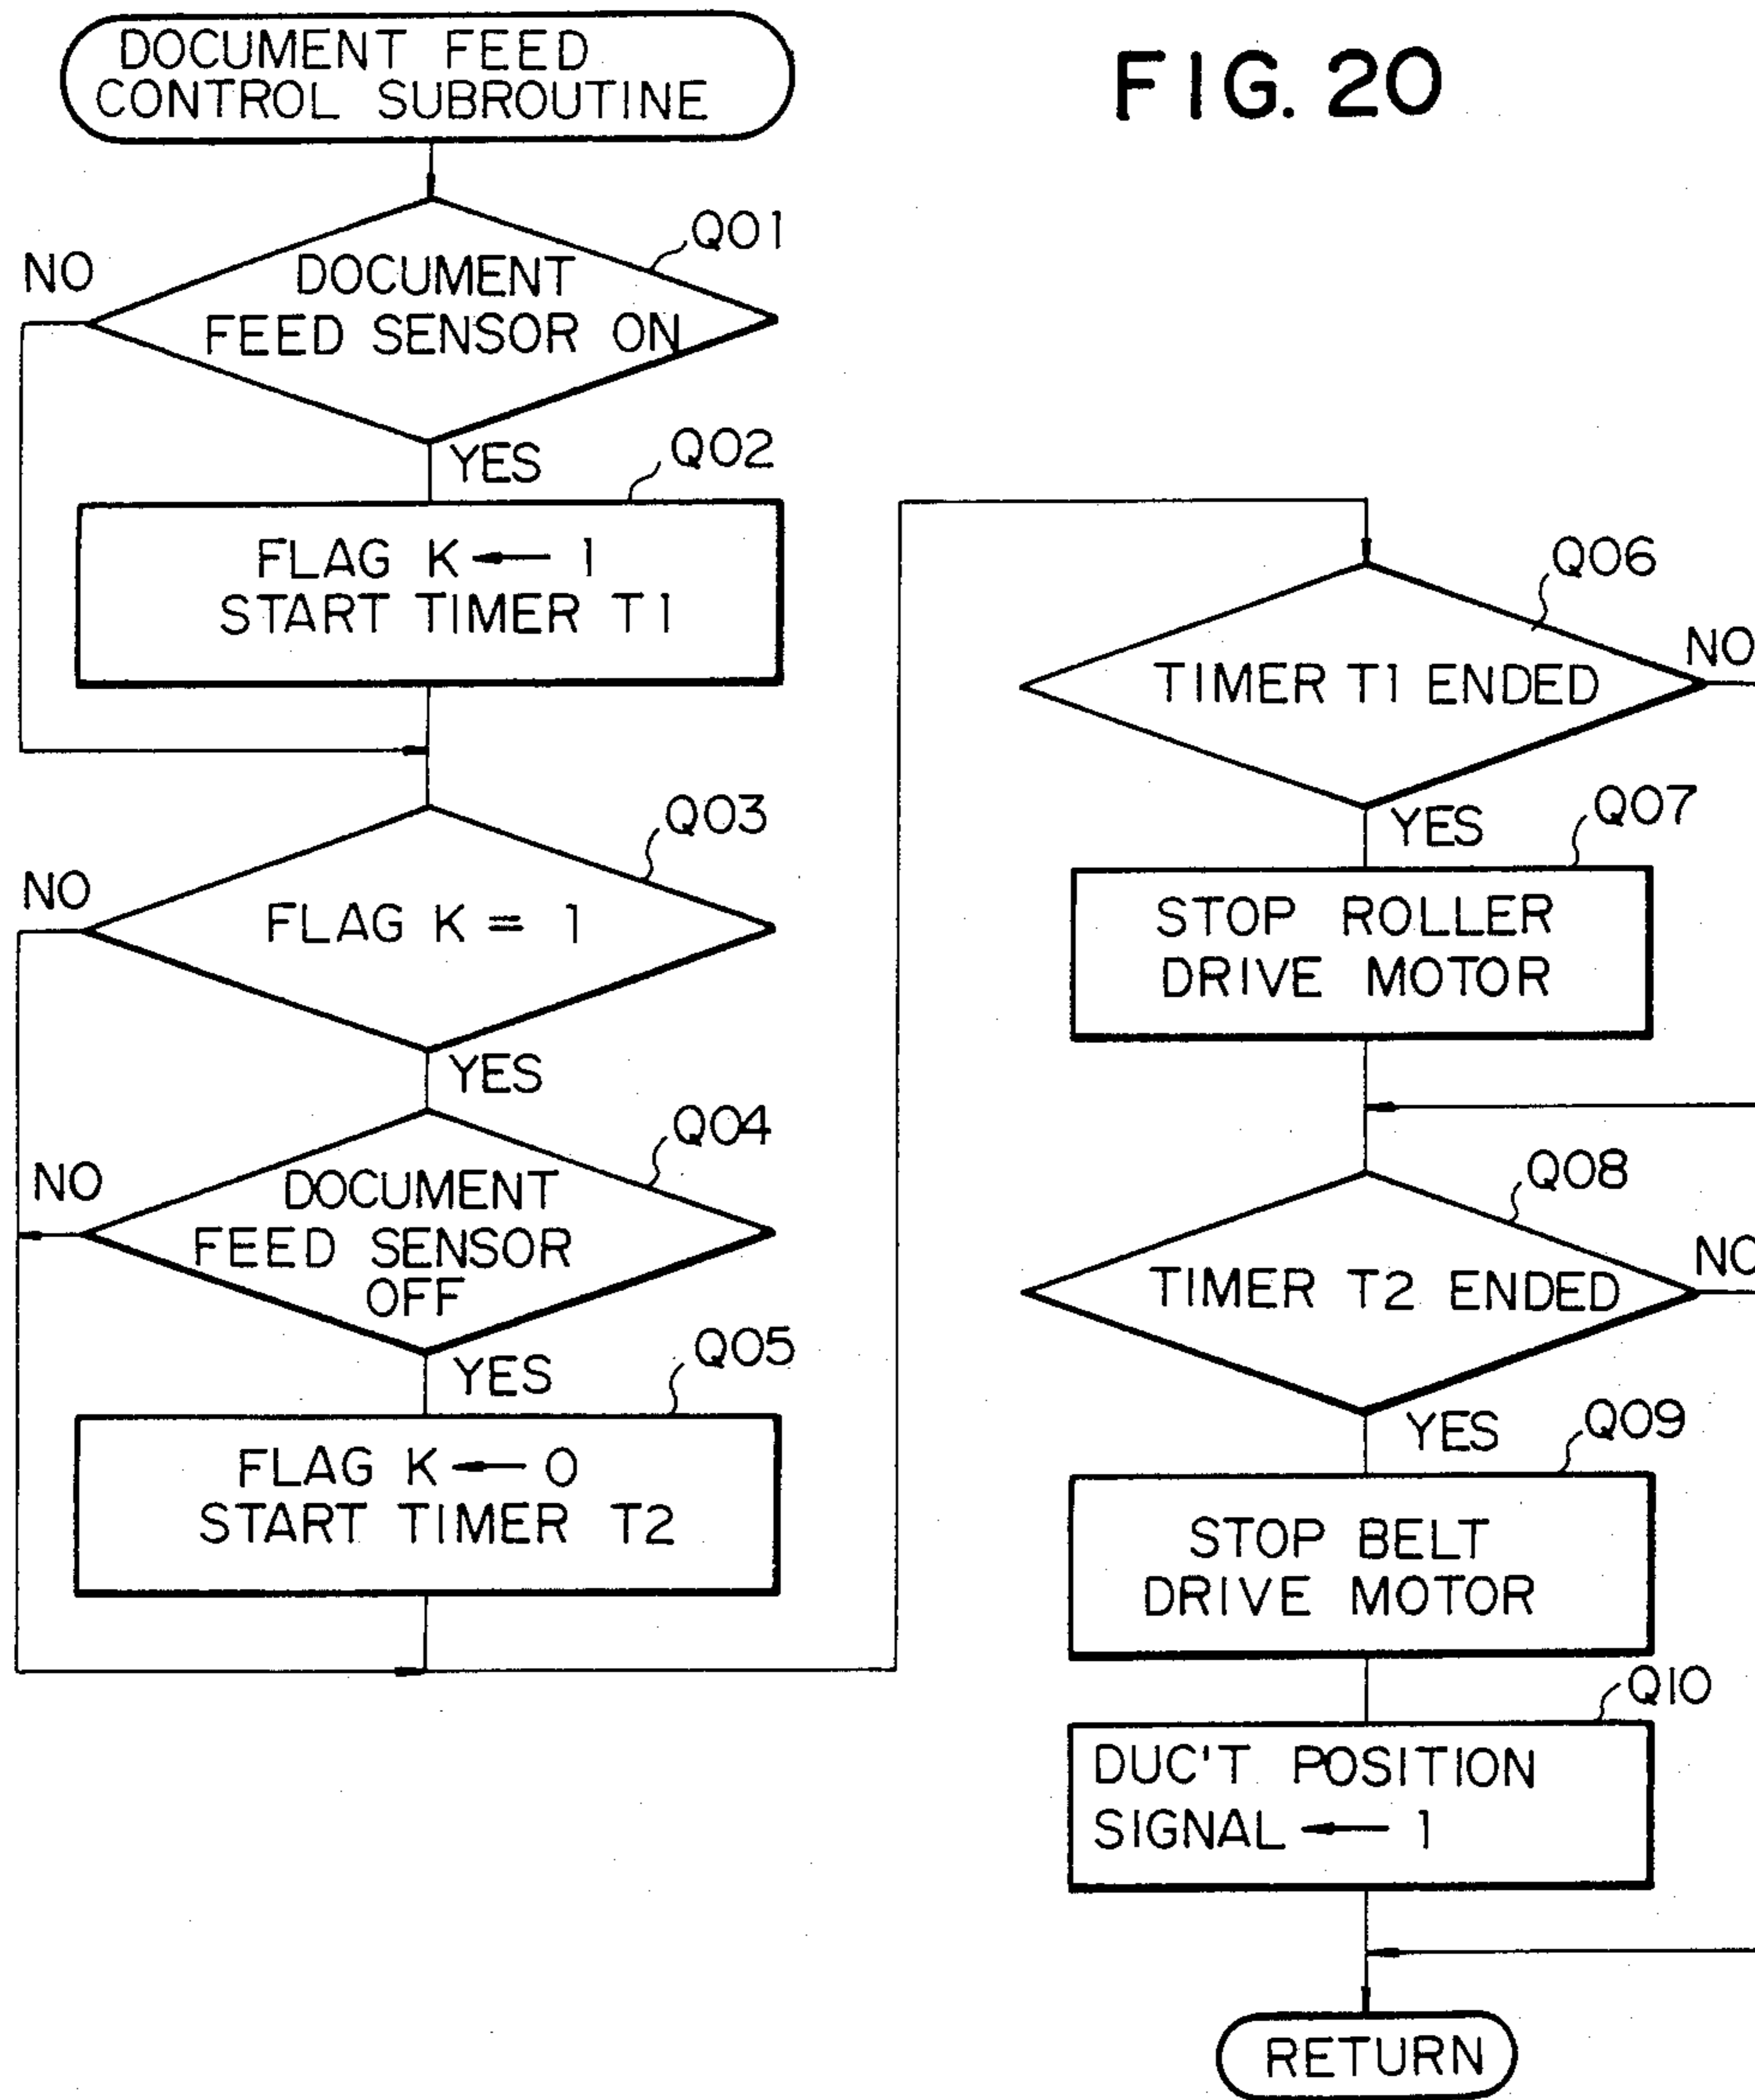 FIG. 20
DOCUMENT FEED
CONTROL SUBROUTINE
Q01
NO
DOCUMENT
FEED SENSOR ON
YES
Q02
FLAG K ← 1
START TIMER T1
Q03
NO
FLAG K = 1
YES
Q04
NO
DOCUMENT
FEED SENSOR
OFF
YES
Q05
FLAG K ← 0
START TIMER T2
Q06
NO
TIMER T1 ENDED
YES
Q07
STOP ROLLER
DRIVE MOTOR
Q08
NO
TIMER T2 ENDED
YES
Q09
STOP BELT
DRIVE MOTOR
Q10
DUC'T POSITION
SIGNAL ← 1
RETURN